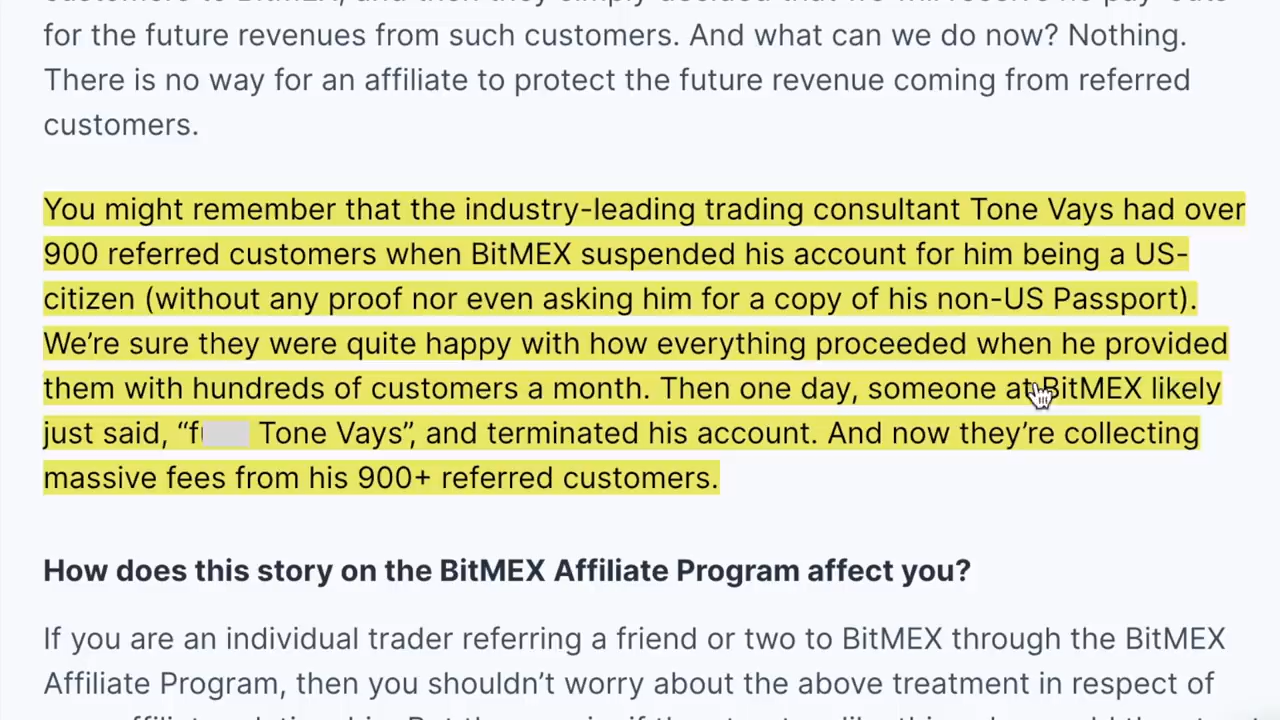 for the future revenues from such customers. And what can we do now? Nothing.
There is no way for an affiliate to protect the future revenue coming from referred
customers.
You might remember that the industry-leading trading consultant Tone Vays had over
900 referred customers when BitMEX suspended his account for him being a US-
citizen (without any proof nor even asking him for a copy of his non-US Passport).
We’re sure they were quite happy with how everything proceeded when he provided
them with hundreds of customers a month. Then one day, someone at BitMEX likely
just said, “f Tone Vays”, and terminated his account. And now they’re collecting
massive fees from his 900+ referred customers.
How does this story on the BitMEX Affiliate Program affect you?
If you are an individual trader referring a friend or two to BitMEX through the BitMEX
Affiliate Program, then you shouldn’t worry about the above treatment in respect of